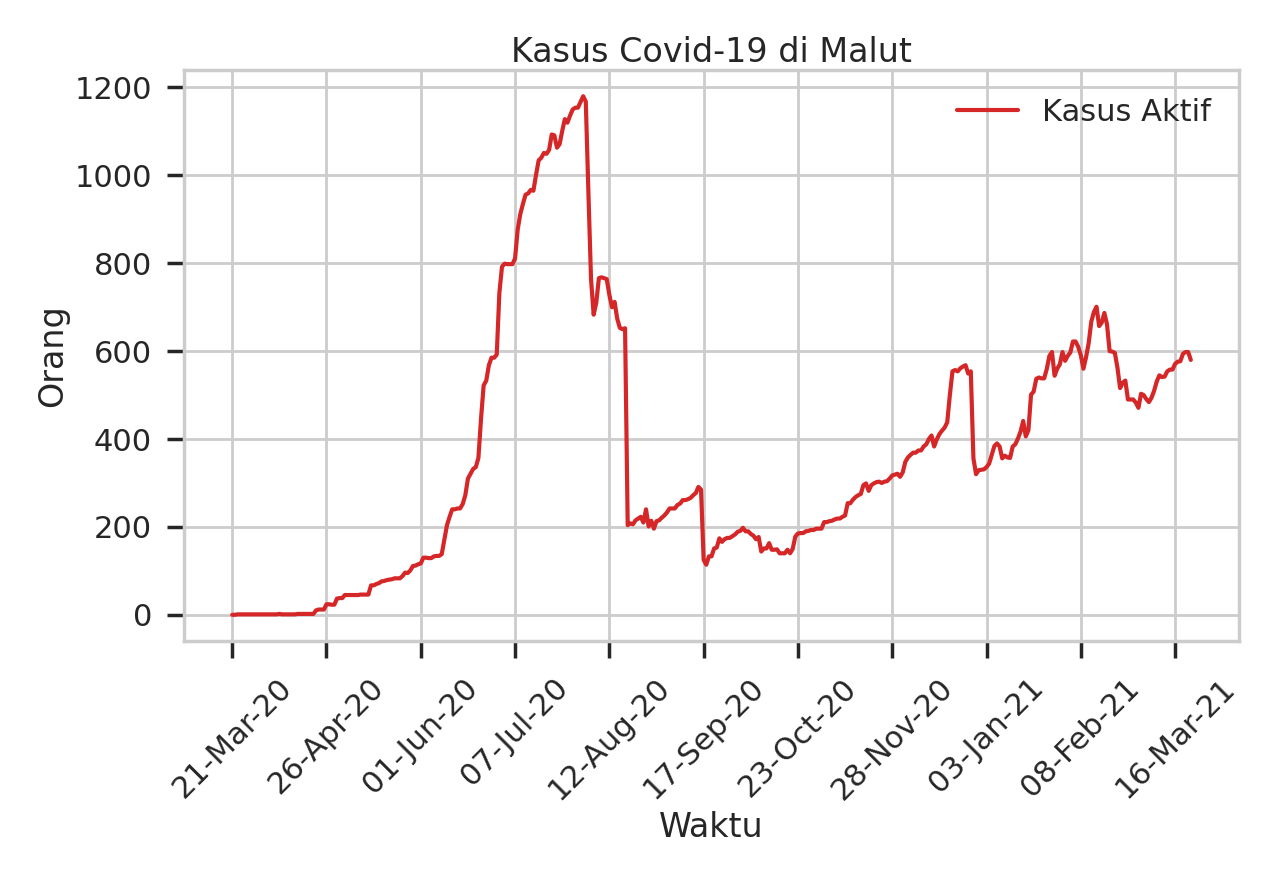 Kasus Covid-19 di Malut
Kasus Aktif
1200
1000
800
600
400
200
0
Orang
21-Mar-20
26-Apr-20
01-Jun-20
07-Jul-20
12-Aug-20
17-Sep-20
23-Oct-20
28-Nov-20
03-Jan-21
08-Feb-21
16-Mar-21
Waktu